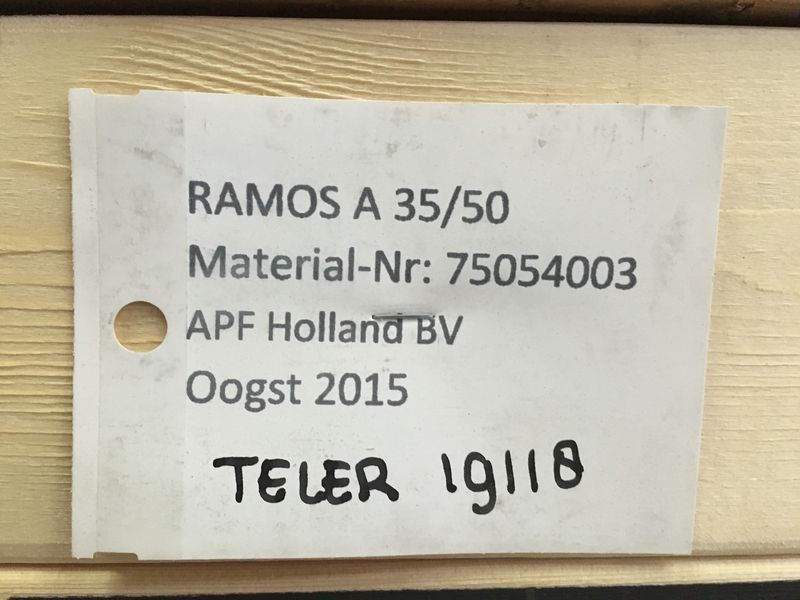 RAMOS A 35/50
Material-Nr: 75054003
APF Holland BV
Oogst 2015
TELER 19118